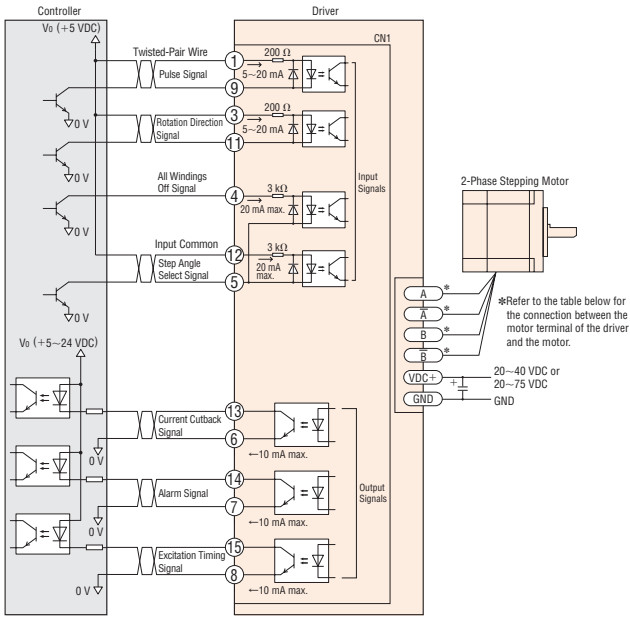 Controller
Driver
V0 (+5 VDC)
CN1
Twisted-Pair Wire
Pulse Signal
1
200 Ω
5~20 mA
9
0 V
Rotation Direction
Signal
3
200 Ω
5~20 mA
11
0 V
Input
Signals
All Windings
Off Signal
4
3 kΩ
20 mA max.
0 V
Input Common
12
3 kΩ
Step Angle
Select Signal
20 mA
max.
5
0 V
2-Phase Stepping Motor
A *
A̅ *
B *
B̅ *
*Refer to the table below for
the connection between the
motor terminal of the driver
and the motor.
VDC+
+
20~40 VDC or
20~75 VDC
GND
GND
V0 (+5~24 VDC)
13
Current Cutback
Signal
6
←10 mA max.
0 V
14
Alarm Signal
7
←10 mA max.
0 V
Output
Signals
15
Excitation Timing
Signal
8
←10 mA max.
0 V